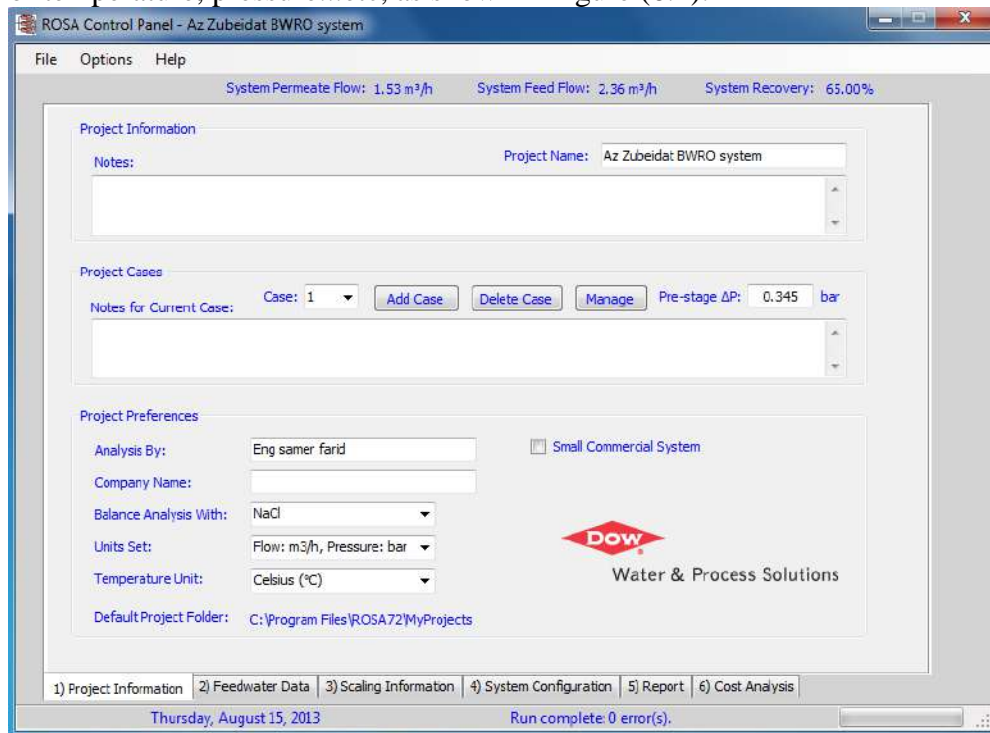 ROSA Control Panel - Az Zubeidat BWRO system
File Options Help
System Permeate Flow: 1.53 m³/h System Feed Flow: 2.36 m³/h System Recovery: 65.00%
Project Information
Notes: Project Name: Az Zubeidat BWRO system
Project Cases
Notes for Current Case: Case: 1 Add Case Delete Case Manage Pre-stage ΔP: 0.345 bar
Project Preferences
Analysis By: Eng samer farid Small Commercial System
Company Name:
Balance Analysis With: NaCl
Units Set: Flow: m3/h, Pressure: bar
DOW
Temperature Unit: Celsius (°C) Water & Process Solutions
Default Project Folder: C:\Program Files\ROSA72\MyProjects
1) Project Information 2) Feedwater Data 3) Scaling Information 4) System Configuration 5) Report 6) Cost Analysis
Thursday, August 15, 2013 Run complete: 0 error(s).